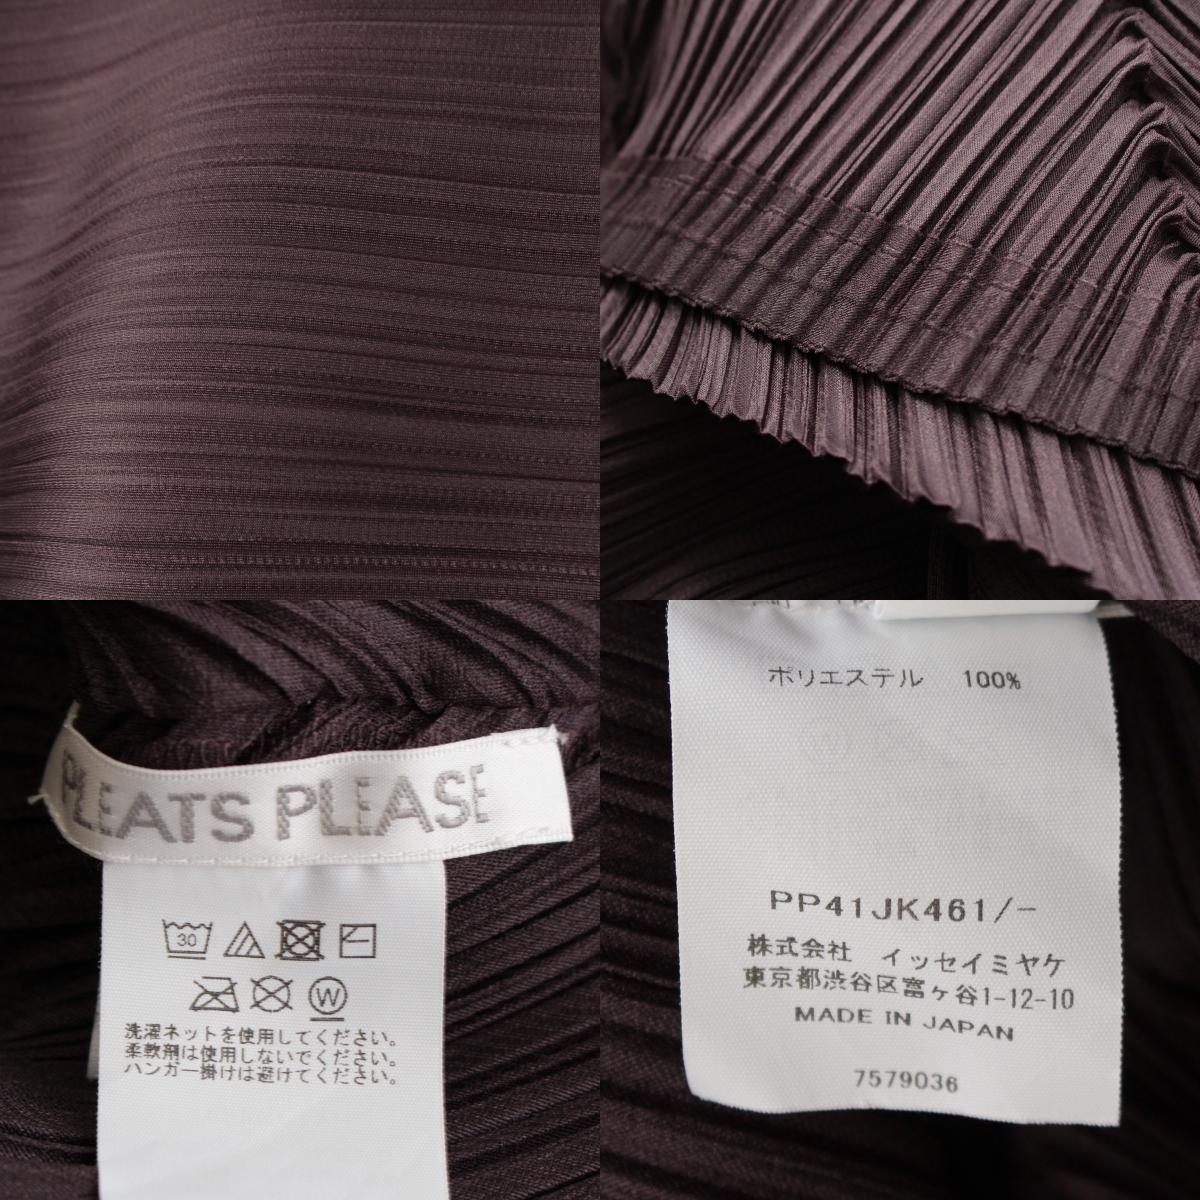 PLEATS PLEASE
30
W
洗濯ネットを使用してください。
柔軟剤は使用しないでください。
ハンガー掛けは避けてください。
ポリエステル 100%
PP41JK461/-
株式会社 イッセイミヤケ
東京都渋谷区富ヶ谷1-12-10
MADE IN JAPAN
7579036